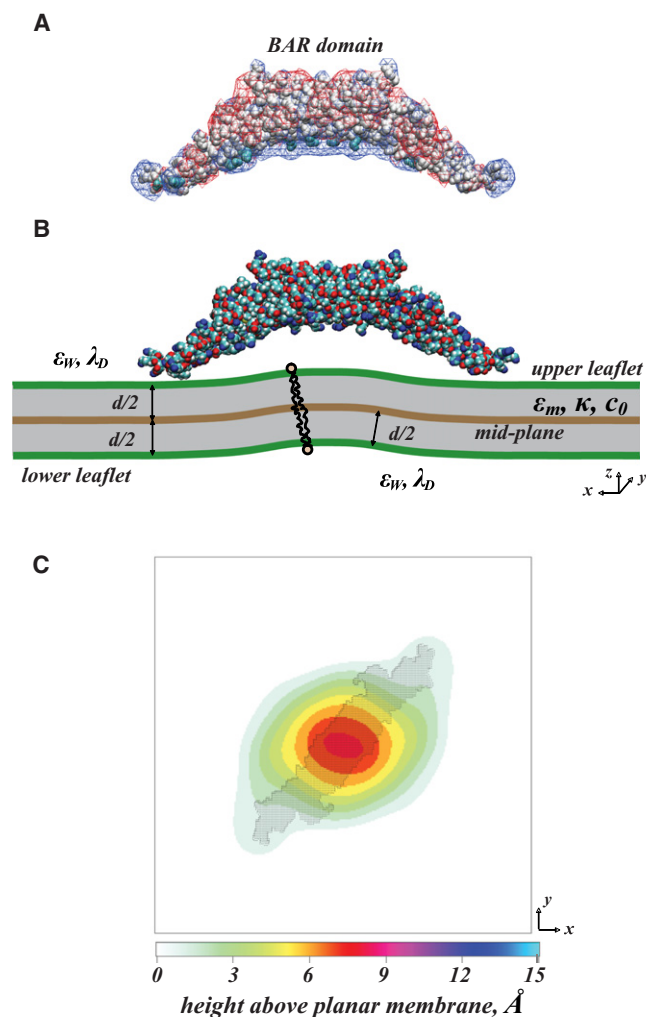 A
BAR domain
B
εW, λD
upper leaflet
d/2
εm, κ, c0
d/2
d/2
mid-plane
lower leaflet
εW, λD
z
x
y
C
y
x
0 3 6 9 12 15
height above planar membrane, Å